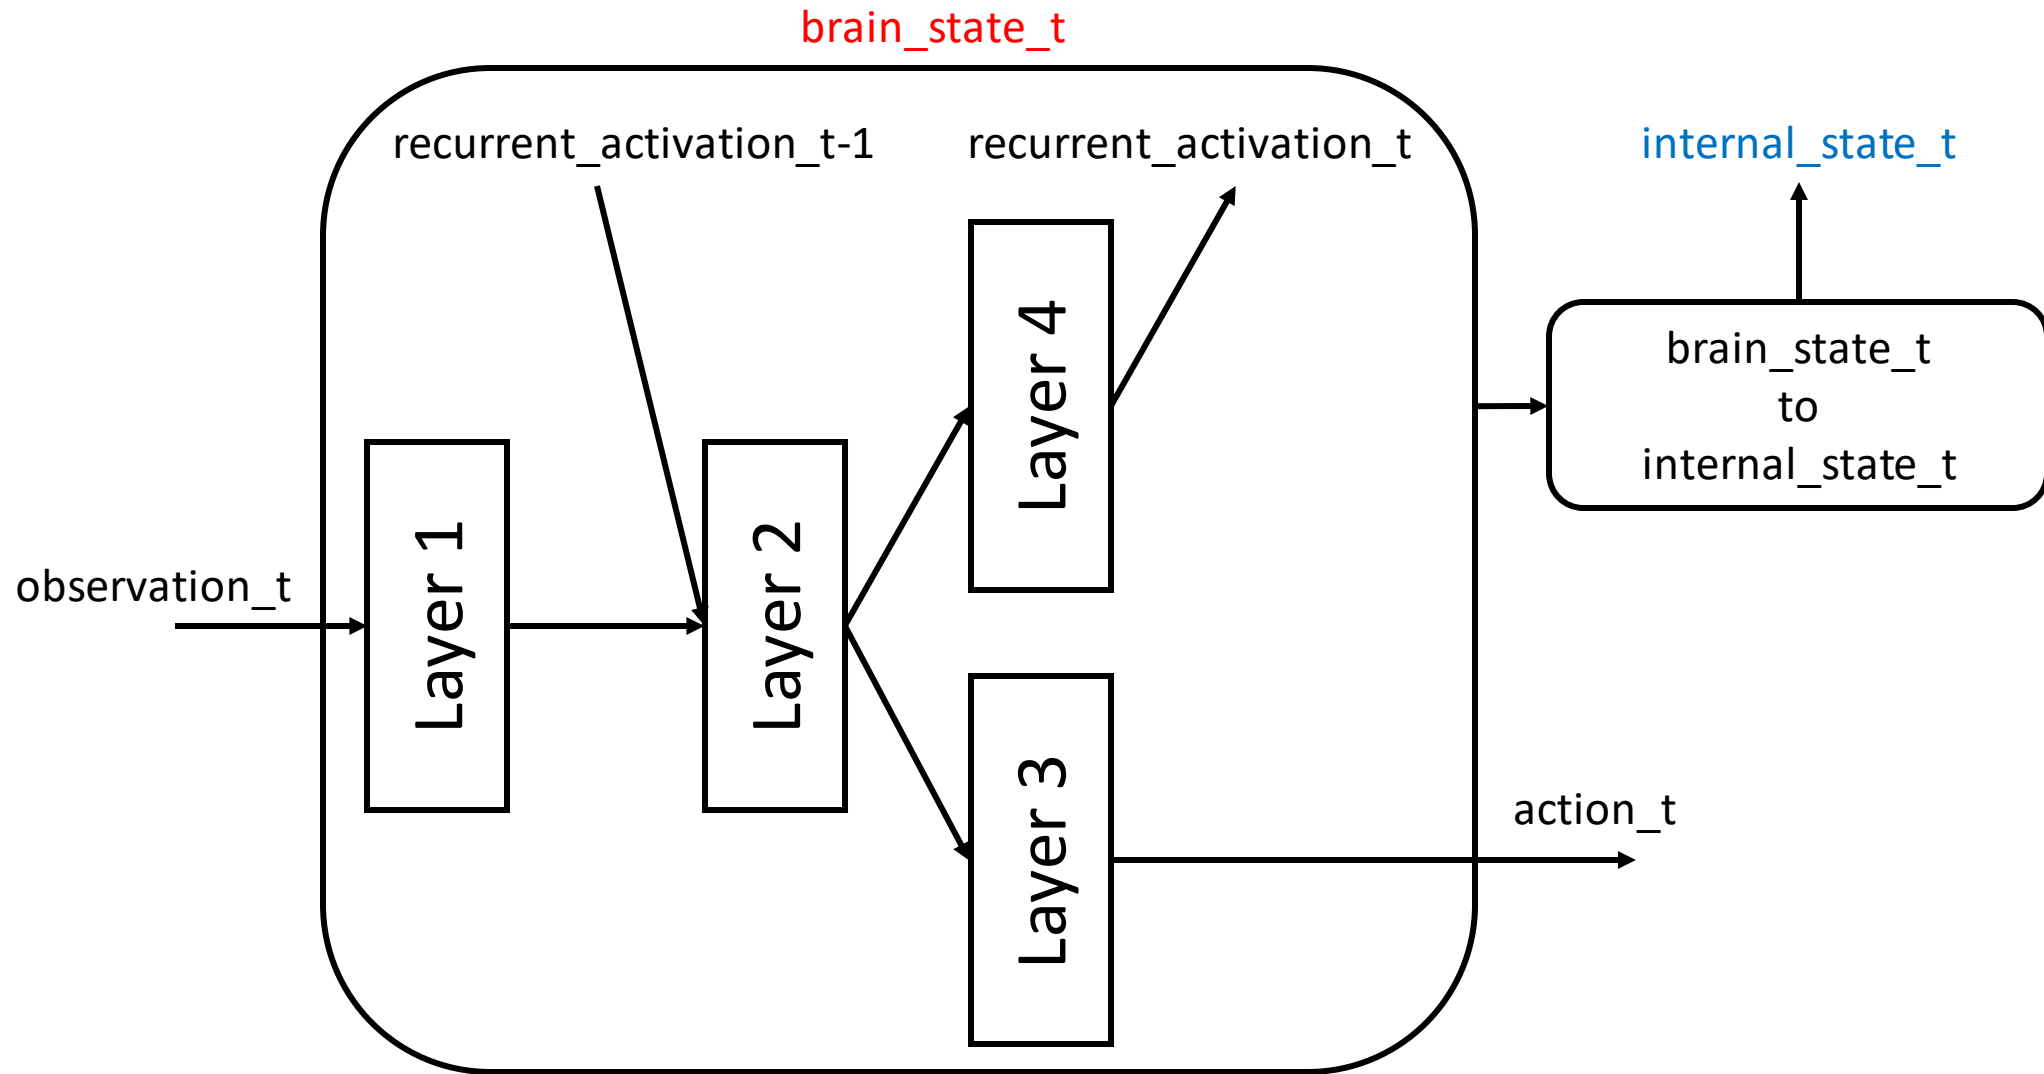 brain_state_t
recurrent_activation_t-1
recurrent_activation_t
internal_state_t
Layer 4
brain_state_t
to
internal_state_t
observation_t
Layer 1
Layer 2
Layer 3
action_t